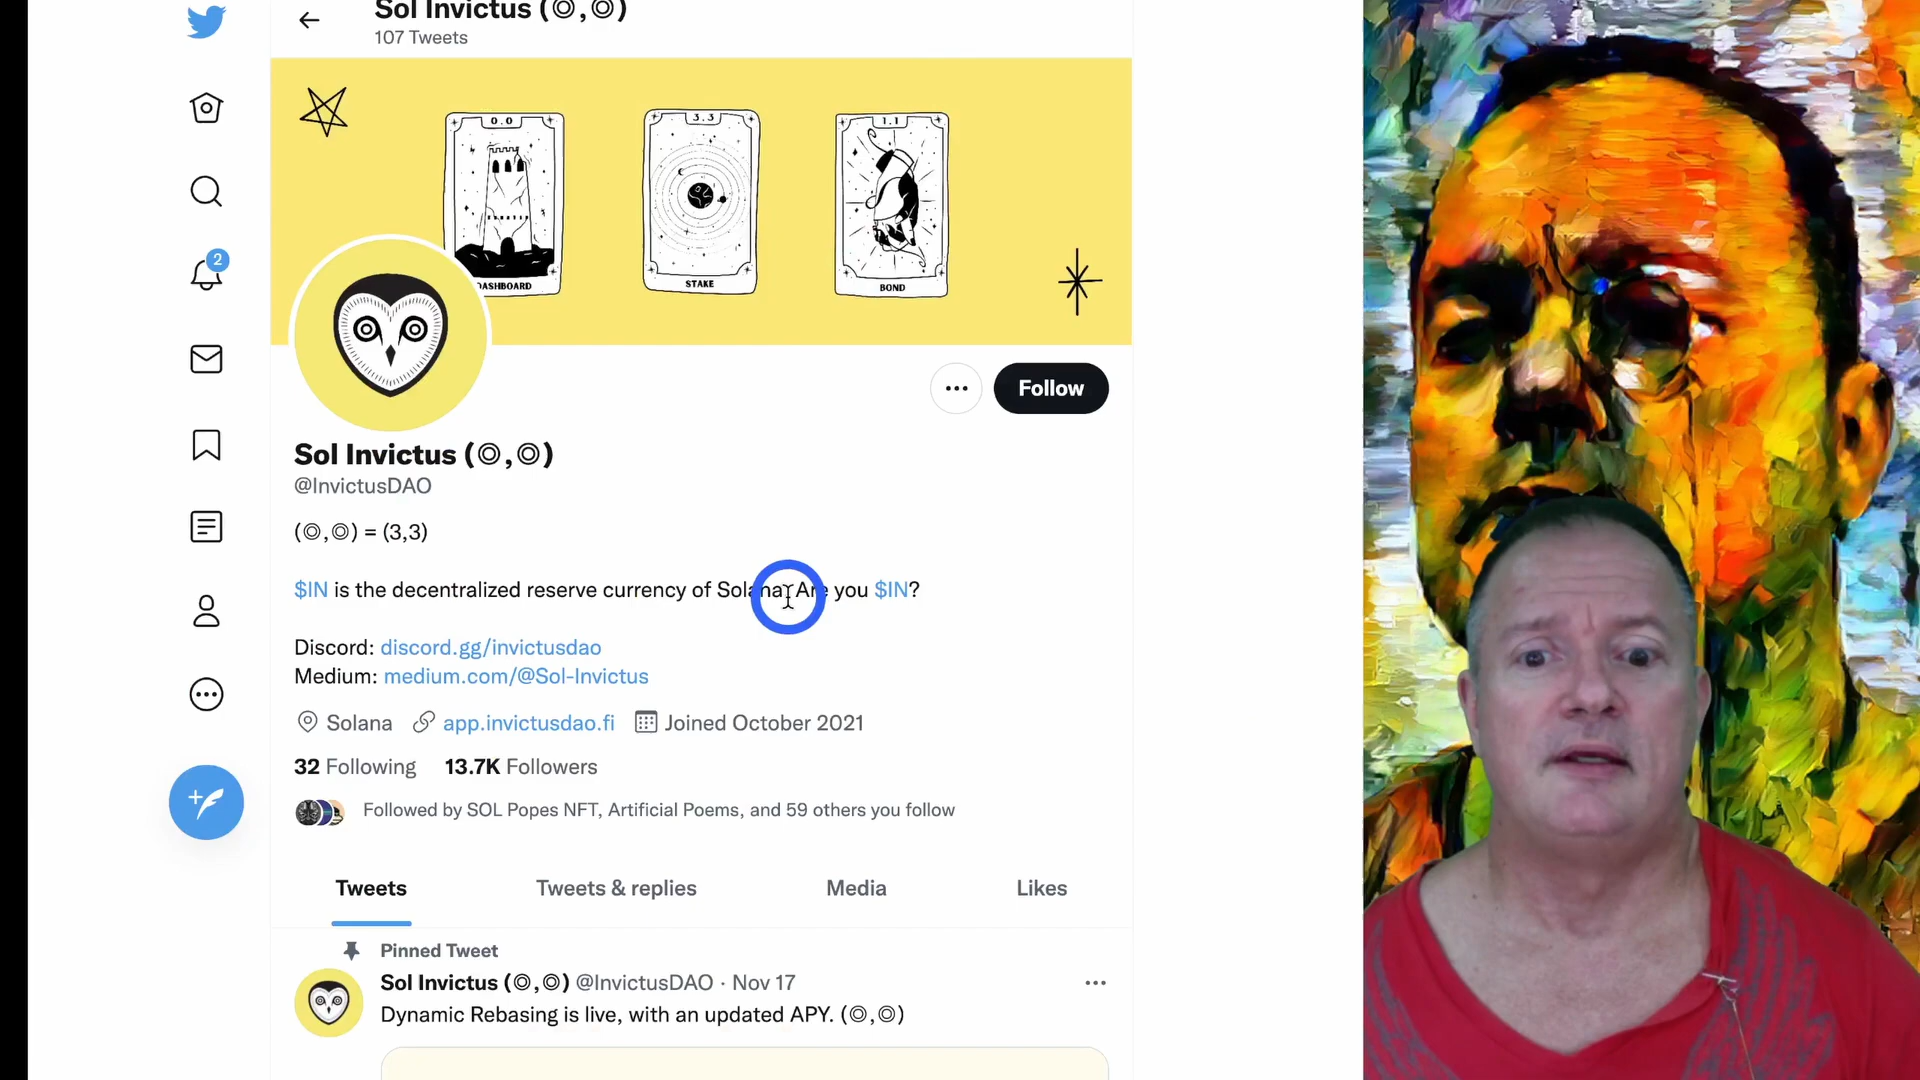 Sol Invictus (◎,◎)
107 Tweets
0.0
3.3
1.1
DASHBOARD
STAKE
BOND
2
Follow
Sol Invictus (◎,◎)
@InvictusDAO
(◎,◎) = (3,3)
$IN is the decentralized reserve currency of Solana. Are you $IN?
Discord: discord.gg/invictusdao
Medium: medium.com/@Sol-Invictus
Solana app.invictusdao.fi Joined October 2021
32 Following 13.7K Followers
Followed by SOL Popes NFT, Artificial Poems, and 59 others you follow
Tweets Tweets & replies Media Likes
Pinned Tweet
Sol Invictus (◎,◎) @InvictusDAO · Nov 17
Dynamic Rebasing is live, with an updated APY. (◎,◎)